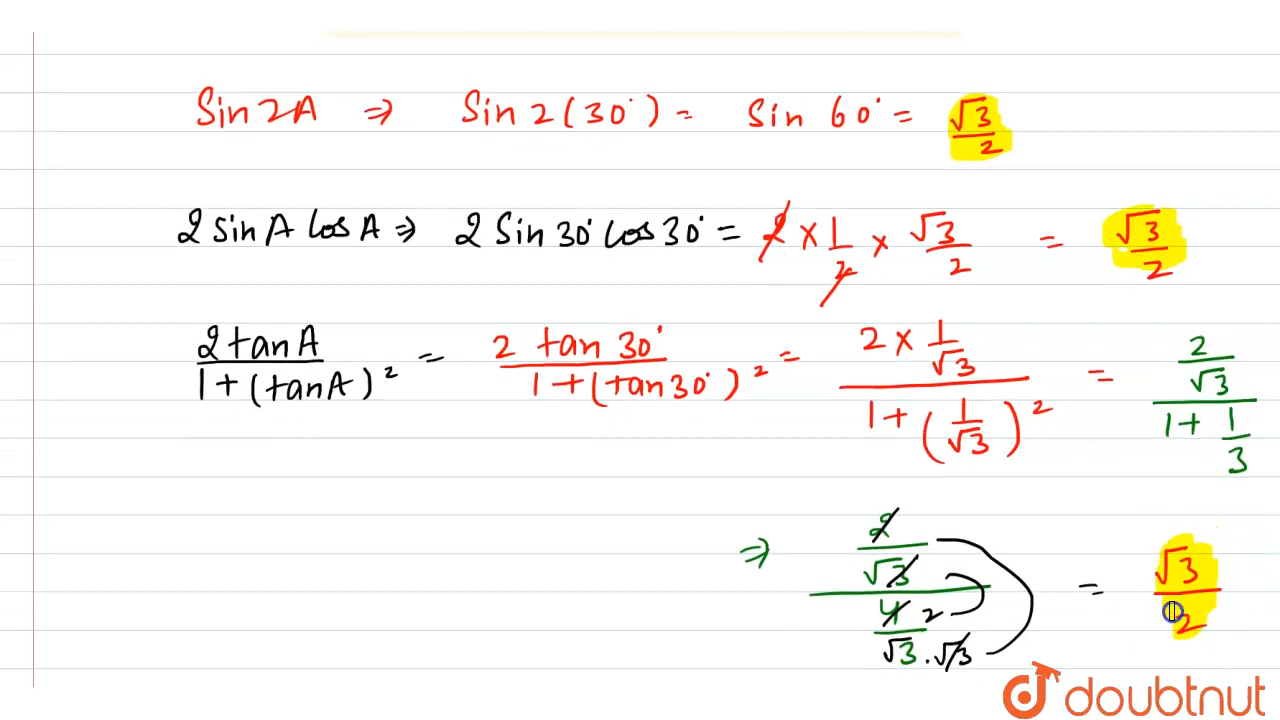 Sin 2A ⇒ Sin 2 (30°) = Sin 60° = √3/2
2 sin A cos A ⇒ 2 Sin 30° cos 30° = 2 × 1/2 × √3/2 = √3/2
2 tan A / 1 + (tan A)² = 2 tan 30° / 1 + (tan 30°)² = 2 × 1/√3 / 1 + (1/√3)² = 2/√3 / 1 + 1/3
⇒ 2/√3 / 4 2/√3 . √3 = √3/2
doubtnut